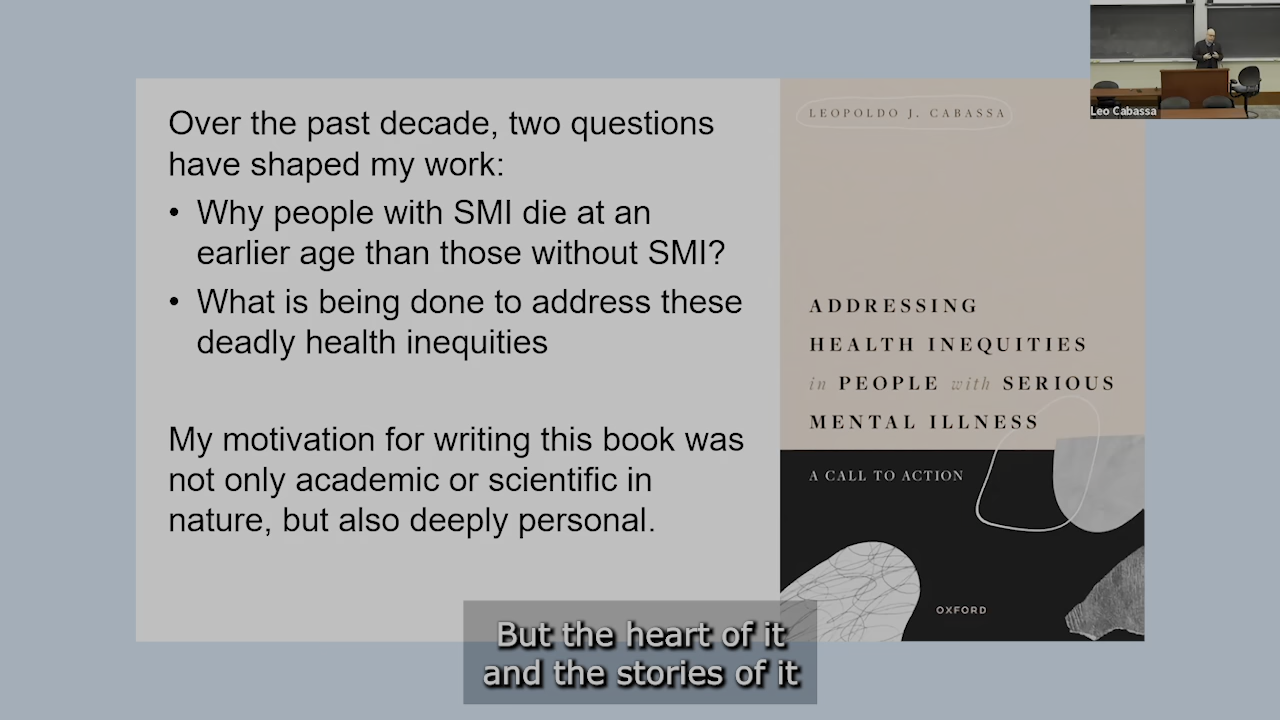 Over the past decade, two questions
have shaped my work:
• Why people with SMI die at an
earlier age than those without SMI?
• What is being done to address these
deadly health inequities
My motivation for writing this book was
not only academic or scientific in
nature, but also deeply personal.
LEOPOLDO J. CABASSA
ADDRESSING
HEALTH INEQUITIES
in PEOPLE with SERIOUS
MENTAL ILLNESS
A CALL TO ACTION
OXFORD
Leo Cabassa
But the heart of it
and the stories of it